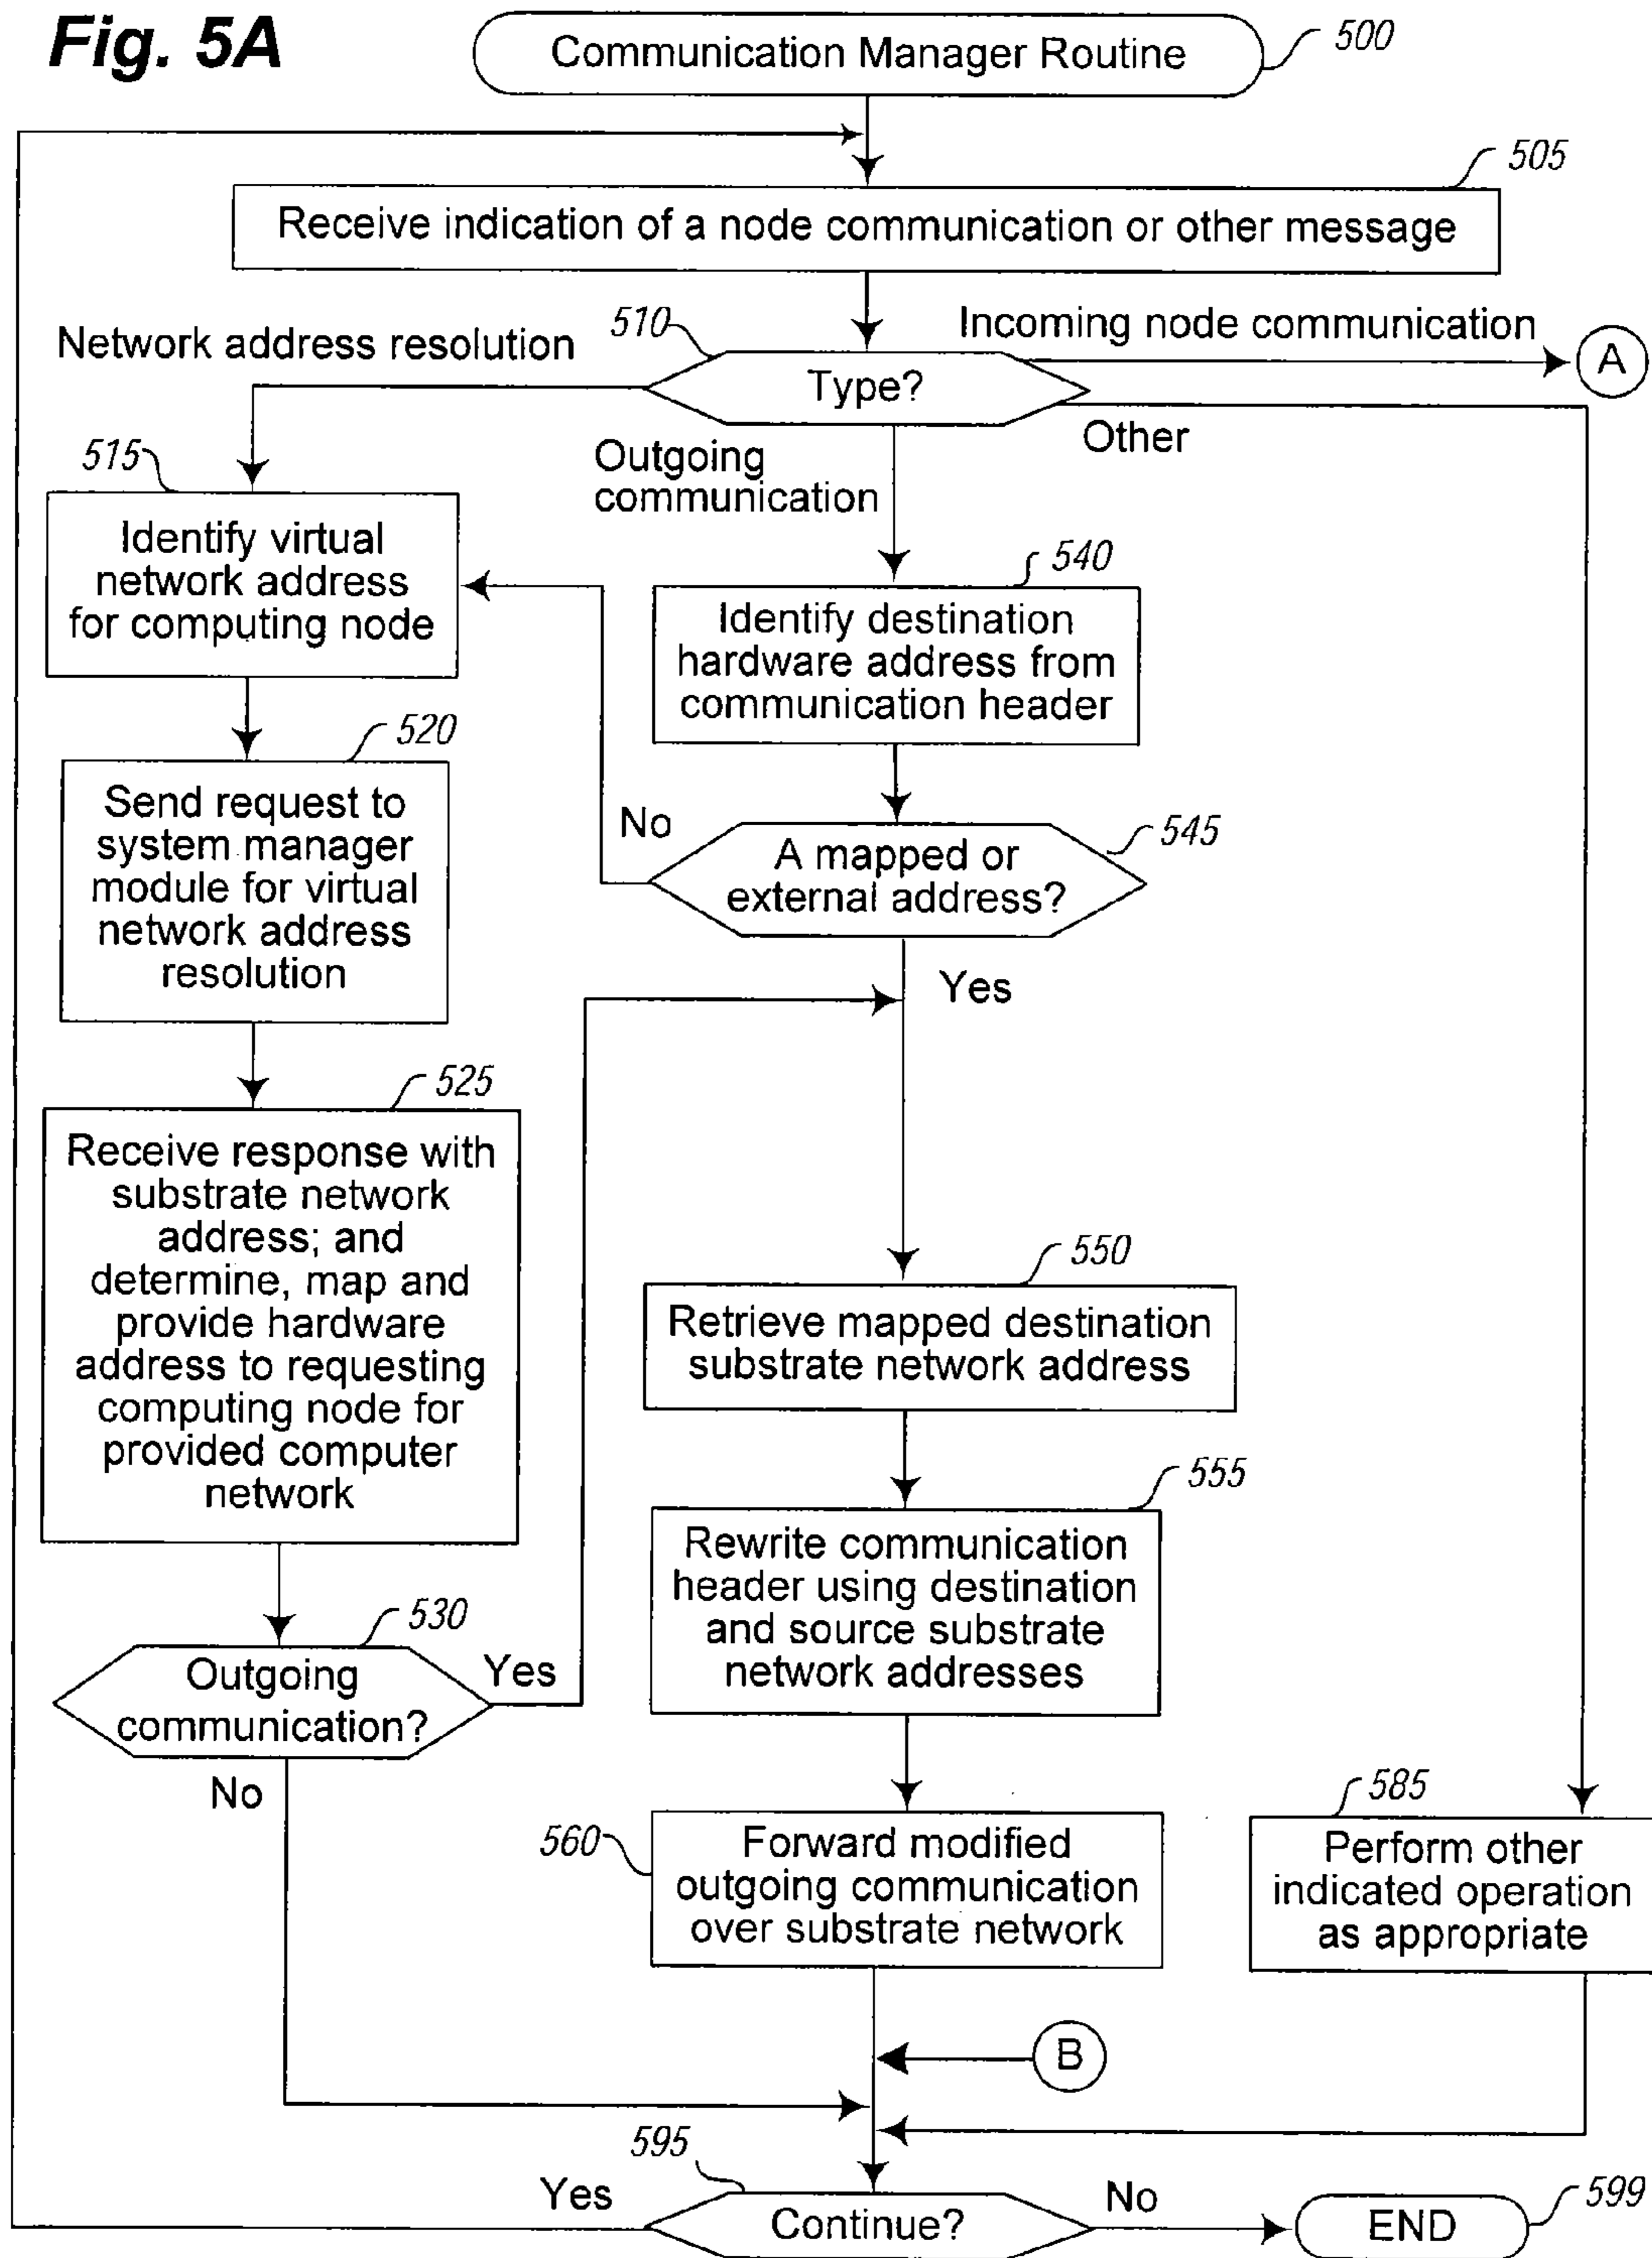 Fig. 5A
Communication Manager Routine
500
505
Receive indication of a node communication or other message
Network address resolution
510
Incoming node communication
A
Type?
Other
Outgoing
communication
515
Identify virtual
network address
for computing node
540
Identify destination
hardware address from
communication header
520
Send request to
system manager
module for virtual
network address
resolution
No
545
A mapped or
external address?
Yes
525
Receive response with
substrate network
address; and
determine, map and
provide hardware
address to requesting
computing node for
provided computer
network
550
Retrieve mapped destination
substrate network address
555
Rewrite communication
header using destination
and source substrate
network addresses
530
Outgoing
communication?
Yes
No
560
Forward modified
outgoing communication
over substrate network
585
Perform other
indicated operation
as appropriate
B
595
Yes
Continue?
No
END
599